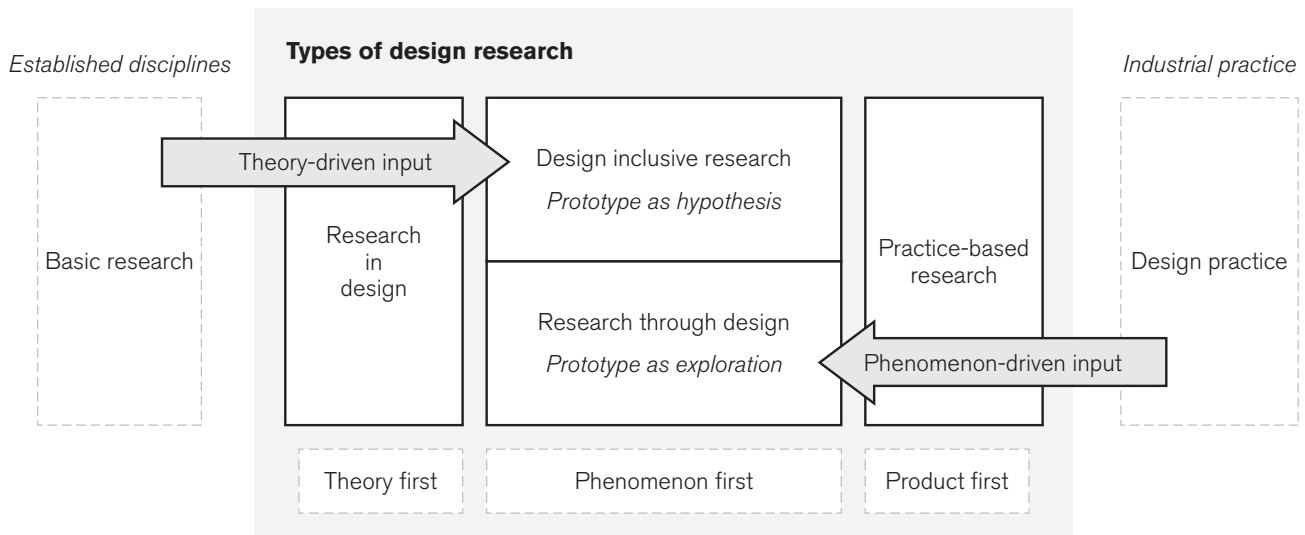 Types of design research
Established disciplines
Industrial practice
Theory-driven input
Design inclusive research
Prototype as hypothesis
Research
in
design
Basic research
Practice-based
research
Design practice
Research through design
Prototype as exploration
Phenomenon-driven input
Theory first
Phenomenon first
Product first